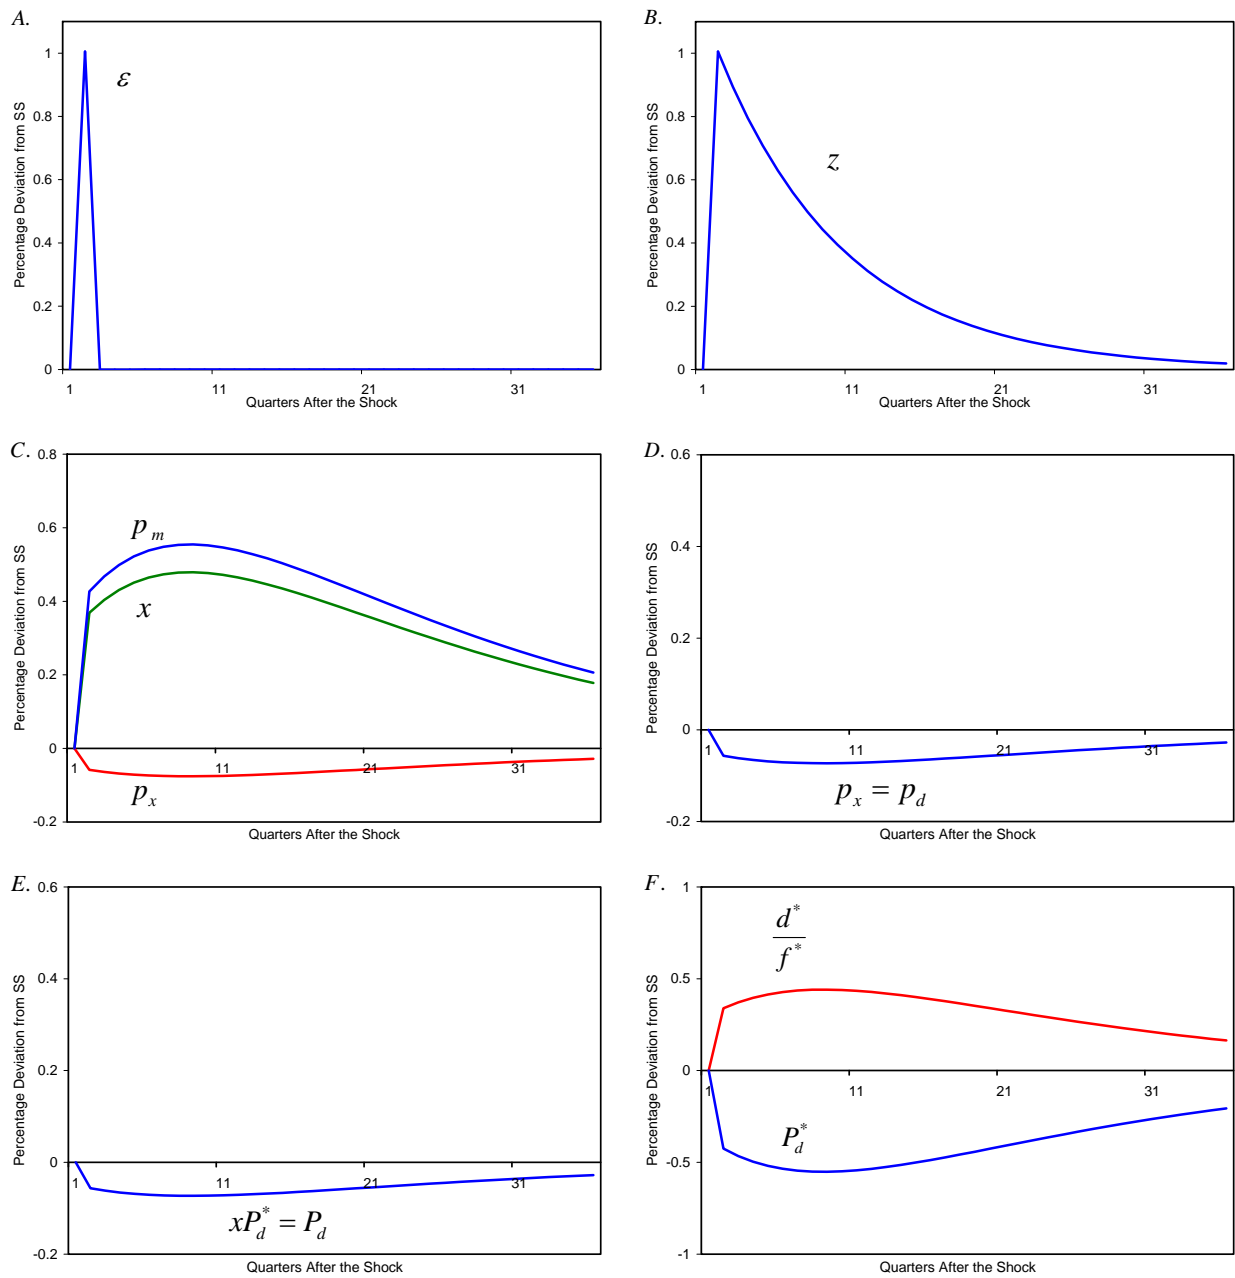 A.
Percentage Deviation from SS
1
0.8
0.6
0.4
0.2
0
ε
1 11 21 31
Quarters After the Shock
B.
Percentage Deviation from SS
1
0.8
0.6
0.4
0.2
0
z
1 11 21 31
Quarters After the Shock
C.
Percentage Deviation from SS
0.8
0.6
0.4
0.2
0
-0.2
p_m
x
1 11 21 31
p_x
Quarters After the Shock
D.
Percentage Deviation from SS
0.6
0.4
0.2
0
-0.2
1 11 21 31
p_x = p_d
Quarters After the Shock
E.
Percentage Deviation from SS
0.6
0.4
0.2
0
-0.2
1 11 21 31
xP_d^* = P_d
Quarters After the Shock
F.
Percentage Deviation from SS
1
0.5
0
-0.5
-1
d^*
f^*
1 11 21 31
P_d^*
Quarters After the Shock